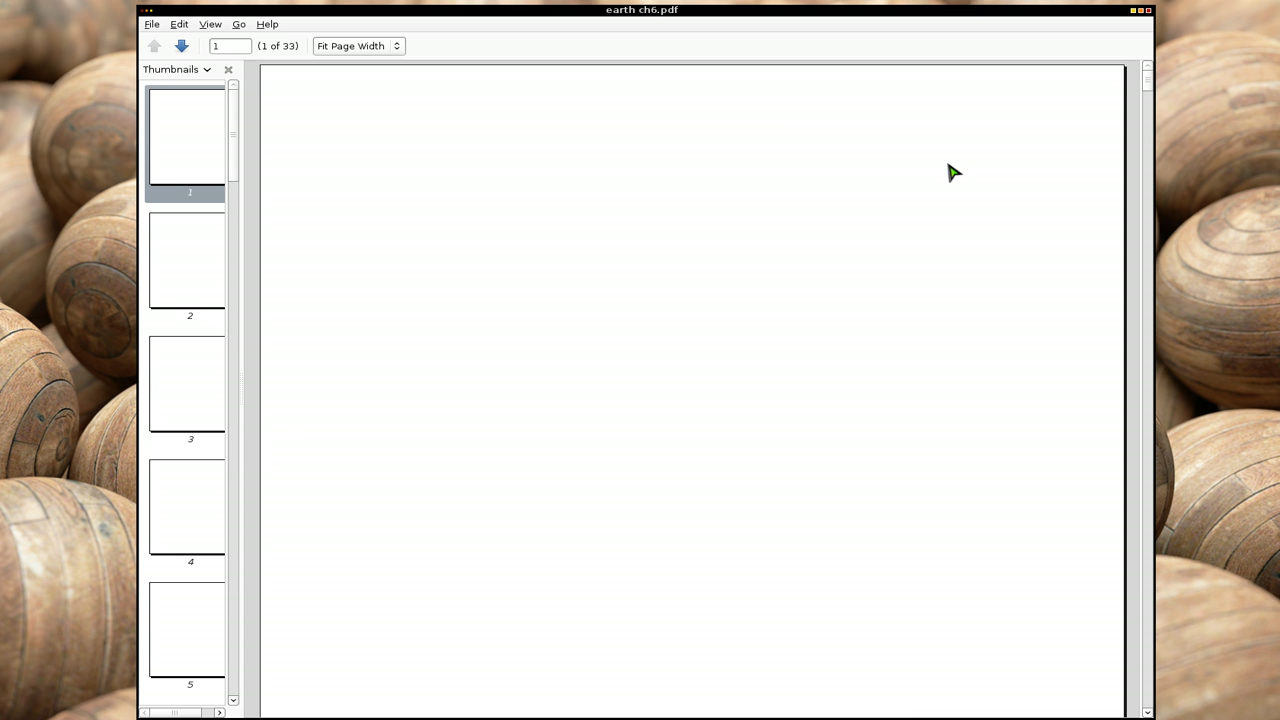 earth ch6.pdf
File Edit View Go Help
1 (1 of 33) Fit Page Width
Thumbnails
1
2
3
4
5